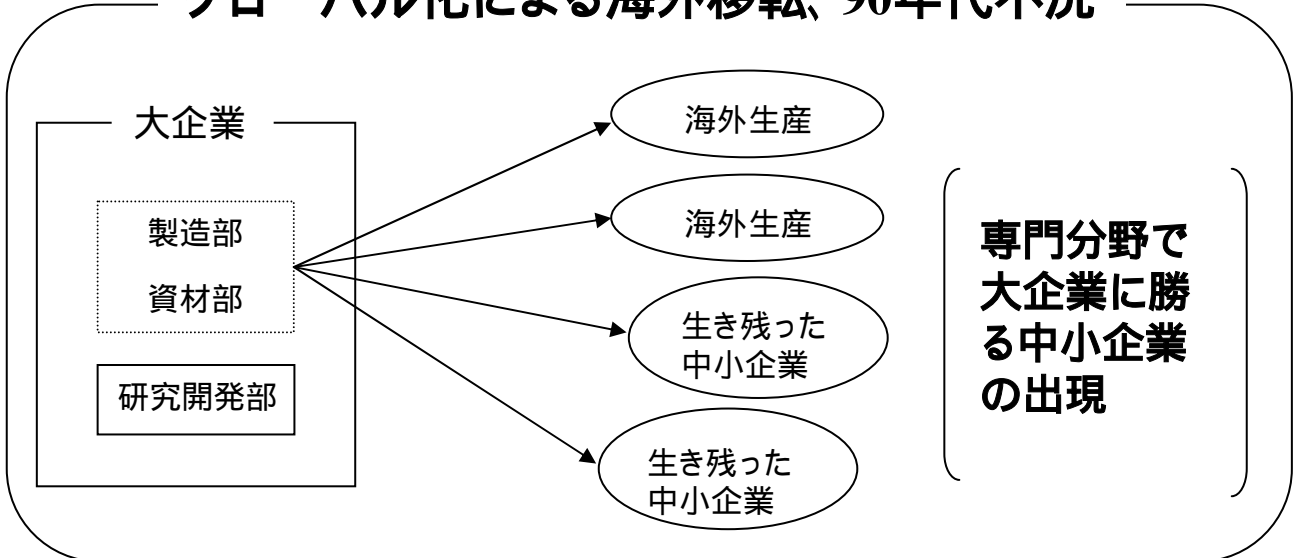 グローバル化による海外移転、90年代不況
大企業
製造部
資材部
研究開発部
海外生産
海外生産
生き残った
中小企業
生き残った
中小企業
専門分野で
大企業に勝
る中小企業
の出現